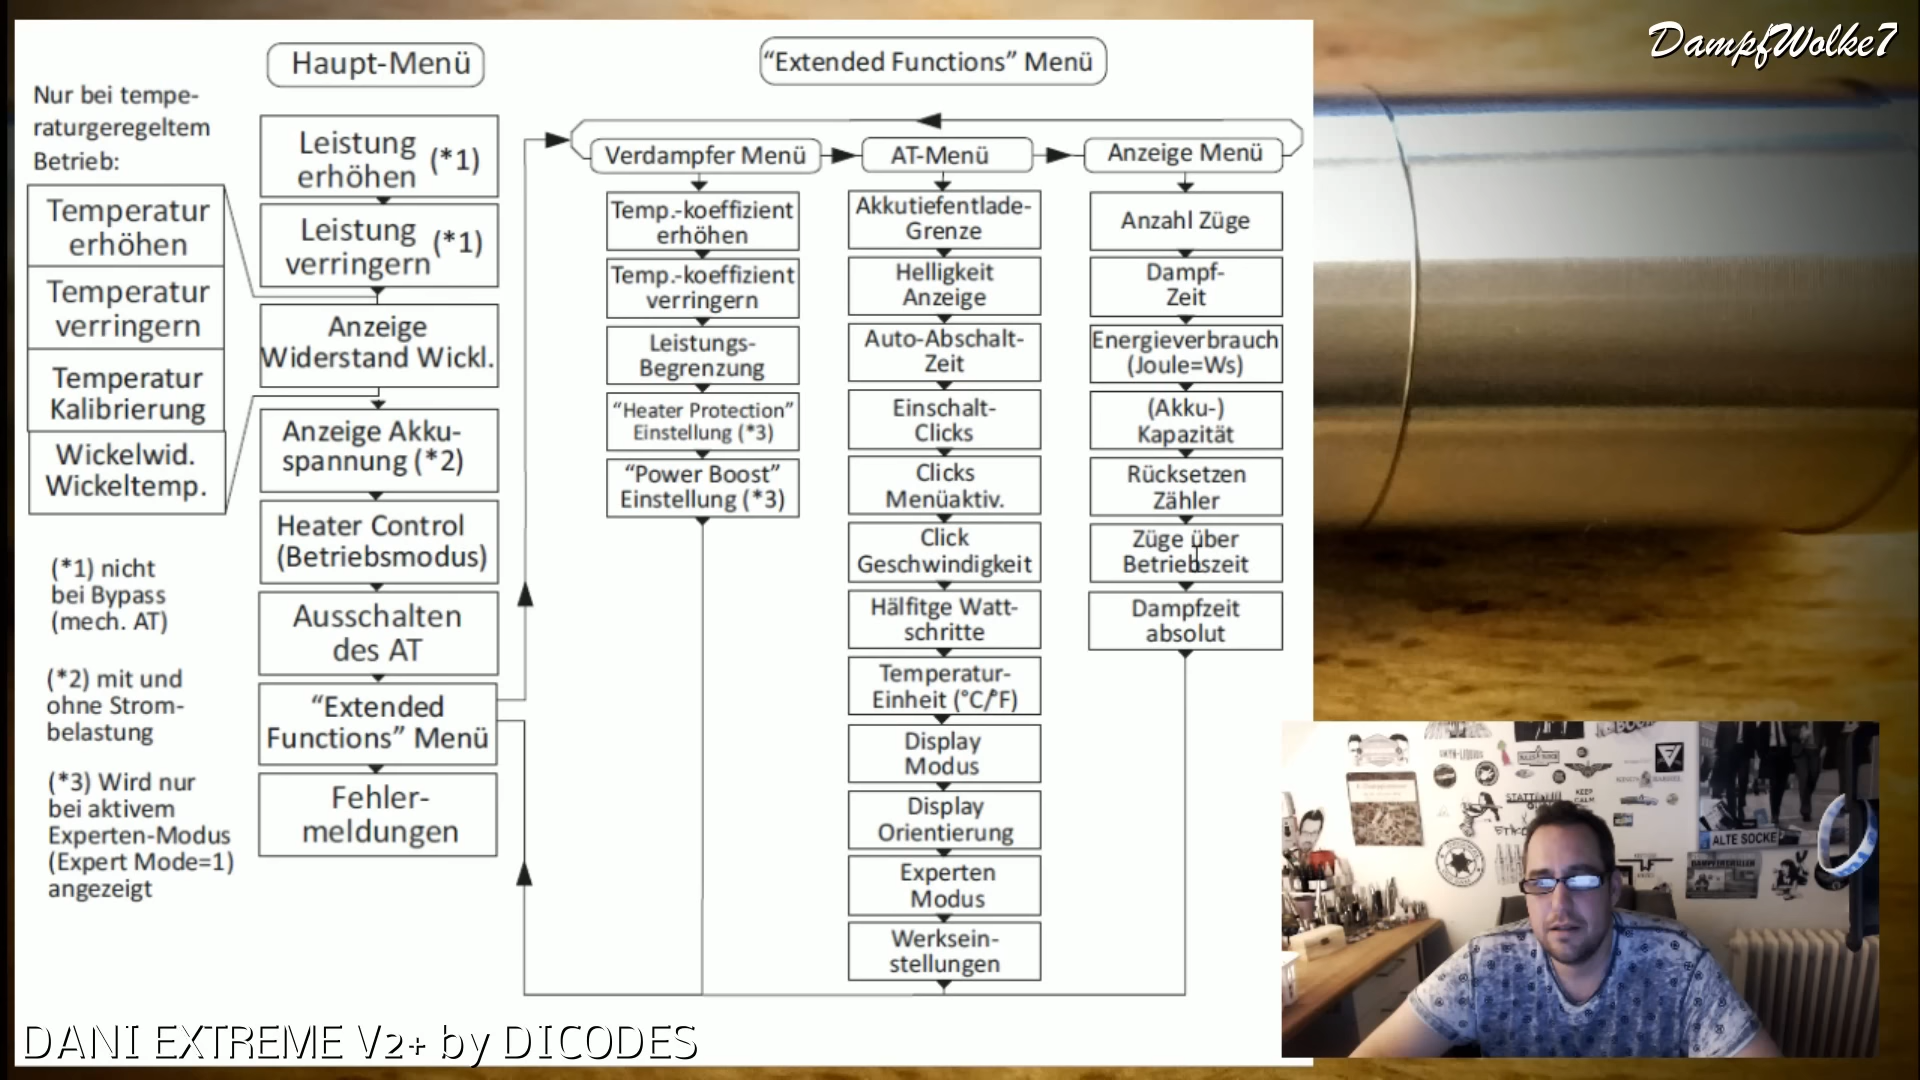 DampfWolke7
Haupt-Menü
Nur bei tempe-
raturgeregeltem
Betrieb:
Temperatur
erhöhen
Temperatur
verringern
Temperatur
Kalibrierung
Wickelwid.
Wickeltemp.
(*1) nicht
bei Bypass
(mech. AT)
(*2) mit und
ohne Strom-
belastung
(*3) Wird nur
bei aktivem
Experten-Modus
(Expert Mode=1)
angezeigt
Leistung
erhöhen (*1)
Leistung
verringern (*1)
Anzeige
Widerstand Wickl.
Anzeige Akku-
spannung (*2)
Heater Control
(Betriebsmodus)
Ausschalten
des AT
“Extended
Functions” Menü
Fehler-
meldungen
“Extended Functions” Menü
Verdampfer Menü
Temp.-koeffizient
erhöhen
Temp.-koeffizient
verringern
Leistungs-
Begrenzung
“Heater Protection”
Einstellung (*3)
“Power Boost”
Einstellung (*3)
AT-Menü
Akkutiefentlade-
Grenze
Helligkeit
Anzeige
Auto-Abschalt-
Zeit
Einschalt-
Clicks
Clicks
Menüaktiv.
Click
Geschwindigkeit
Hälfitge Watt-
schritte
Temperatur-
Einheit (°C/°F)
Display
Modus
Display
Orientierung
Experten
Modus
Werksein-
stellungen
Anzeige Menü
Anzahl Züge
Dampf-
Zeit
Energieverbrauch
(Joule=Ws)
(Akku-)
Kapazität
Rücksetzen
Zähler
Züge über
Betriebszeit
Dampfzeit
absolut
KEEP
CALM
ALTE SOCKE
DANI EXTREME V2+ by DICODES